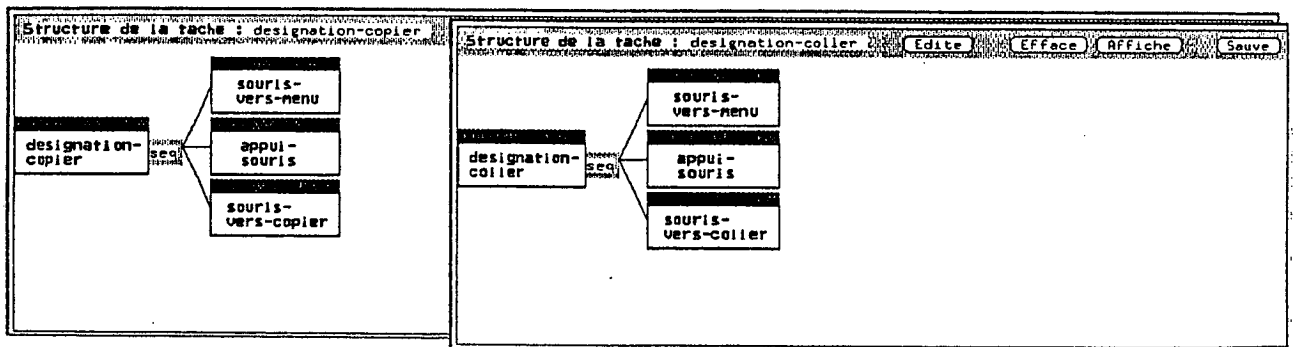 Structure de la tache : designation-copier
souris-
vers-menu
designation-
copier
seq
appui-
souris
souris-
vers-copier
Structure de la tache : designation-coller Edite Efface Affiche Sauve
souris-
vers-menu
designation-
coller
seq
appui-
souris
souris-
vers-coller